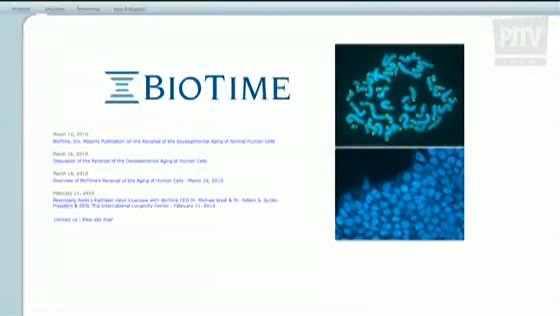 PJTV
BIOTIME
March 16, 2010
BioTime, Inc. Reports Publication on the Reversal of the Developmental Aging of Normal Human Cells
March 16, 2010
Discussion of the Reversal of the Developmental Aging of Human Cells
March 16, 2010
Overview of BioTime's Reversal of the Aging of Human Cells - March 16, 2010
February 11, 2010
Bloomberg Radio's Kathleen Hays Interview with BioTime CEO Dr. Michael West & Dr. Robert N. Butler,
President & CEO, The International Longevity Center - February 11, 2010
contact us | view site map